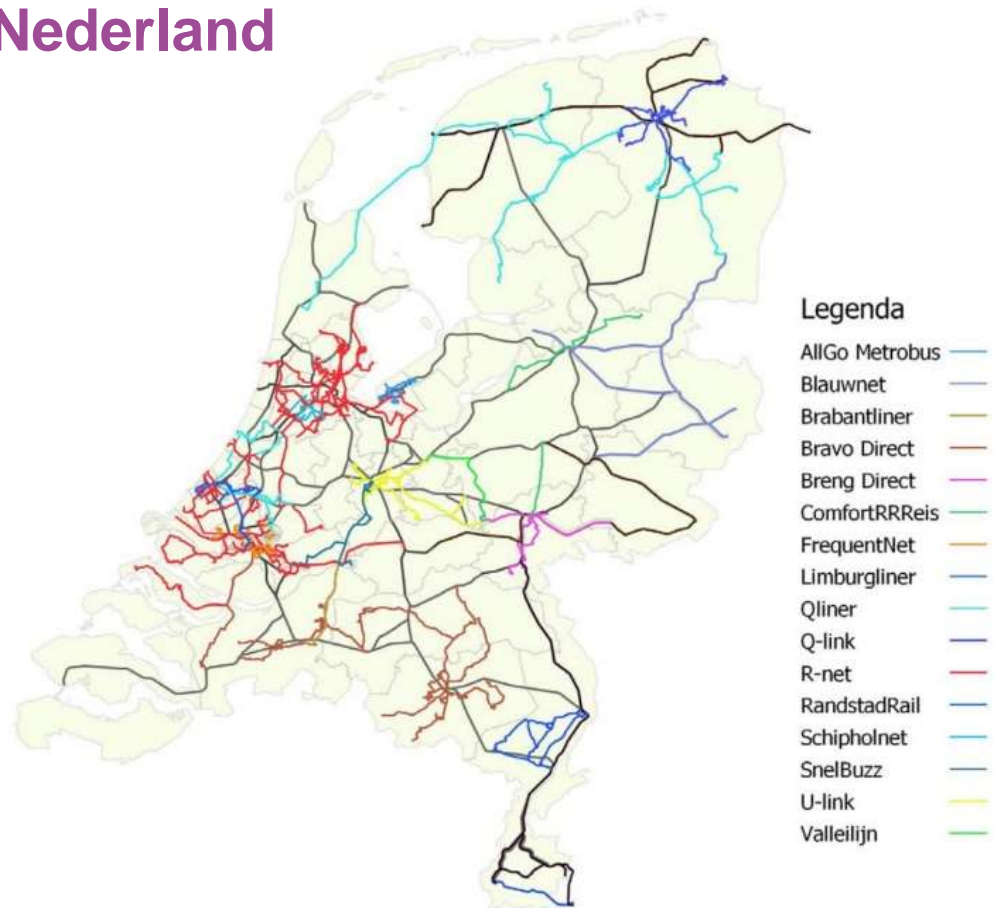 Nederland
Legenda
AllGo Metrobus
Blauwnet
Brabantliner
Bravo Direct
Breng Direct
ComfortRRReis
FrequentNet
Limburgliner
Qliner
Q-link
R-net
RandstadRail
Schipholnet
SnelBuzz
U-link
Valleilijn